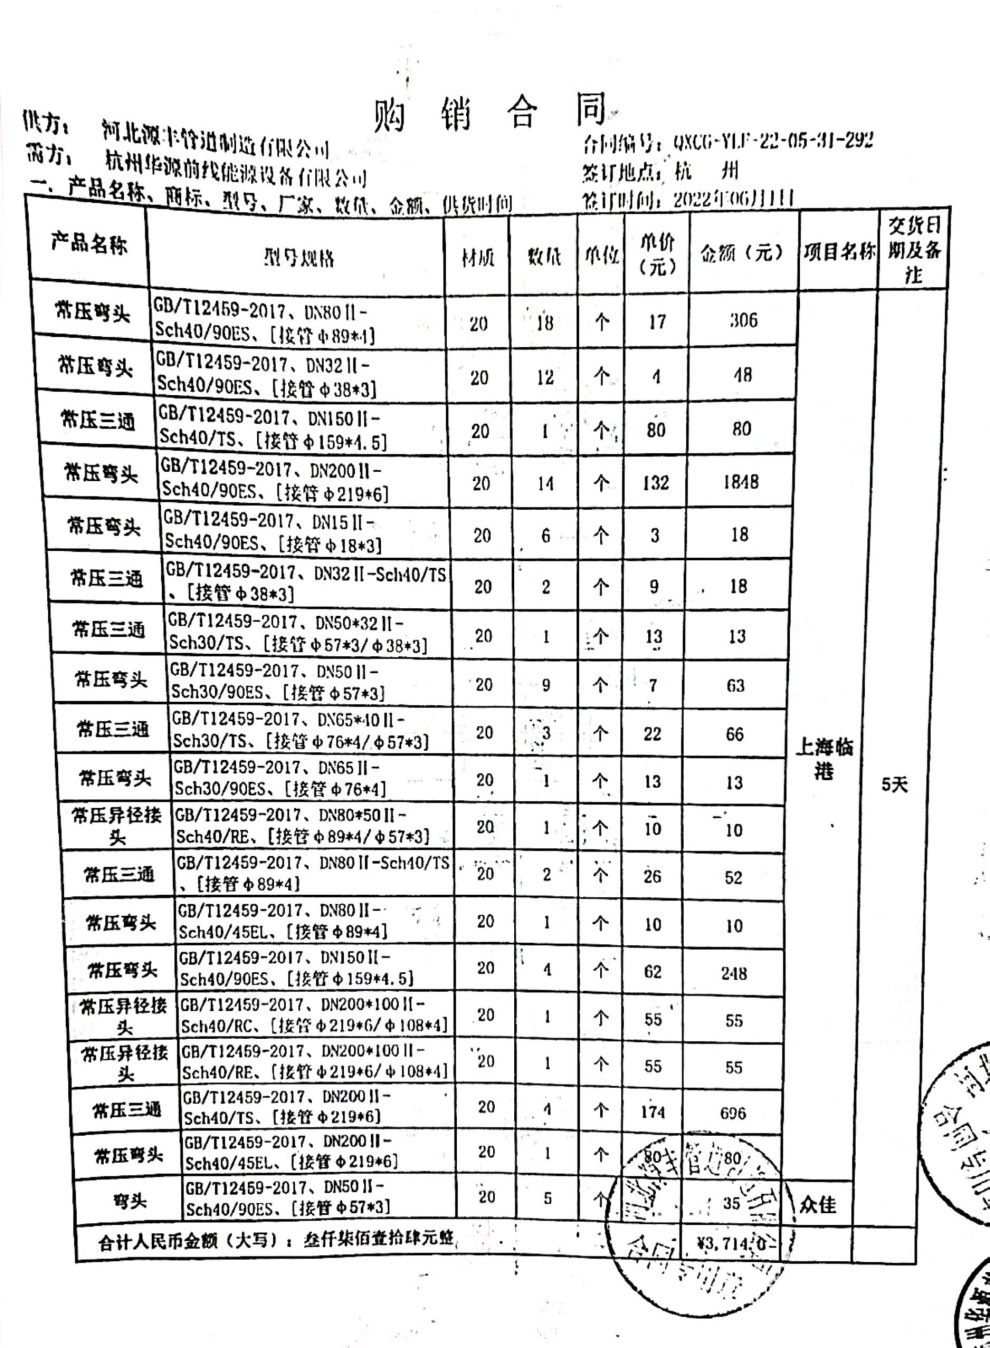 购 销 合 同
供方： 河北源丰管道制造有限公司
合同编号：QXCG-YLF-22-05-31-292
需方： 杭州华源前线能源设备有限公司
签订地点：杭 州
一、产品名称、商标、型号、厂家、数量、金额、供货时间
签订时间：2022年06月1日
产品名称 型号规格 材质 数量 单位 单价（元） 金额（元） 项目名称 交货日期及备注
常压弯头 GB/T12459-2017、DN80Ⅱ-Sch40/90ES、[接管φ89*4] 20 18 个 17 306
常压弯头 GB/T12459-2017、DN32Ⅱ-Sch40/90ES、[接管φ38*3] 20 12 个 4 48
常压三通 GB/T12459-2017、DN150Ⅱ-Sch40/TS、[接管φ159*4.5] 20 1 个 80 80
常压弯头 GB/T12459-2017、DN200Ⅱ-Sch40/90ES、[接管φ219*6] 20 14 个 132 1848
常压弯头 GB/T12459-2017、DN15Ⅱ-Sch40/90ES、[接管φ18*3] 20 6 个 3 18
常压三通 GB/T12459-2017、DN32Ⅱ-Sch40/TS、[接管φ38*3] 20 2 个 9 18
常压三通 GB/T12459-2017、DN50*32Ⅱ-Sch30/TS、[接管φ57*3/φ38*3] 20 1 个 13 13
常压弯头 GB/T12459-2017、DN50Ⅱ-Sch30/90ES、[接管φ57*3] 20 9 个 7 63
常压三通 GB/T12459-2017、DN65*40Ⅱ-Sch30/TS、[接管φ76*4/φ57*3] 20 3 个 22 66
上海临港
常压弯头 GB/T12459-2017、DN65Ⅱ-Sch30/90ES、[接管φ76*4] 20 1 个 13 13
5天
常压异径接头 GB/T12459-2017、DN80*50Ⅱ-Sch40/RE、[接管φ89*4/φ57*3] 20 1 个 10 10
常压三通 GB/T12459-2017、DN80Ⅱ-Sch40/TS、[接管φ89*4] 20 2 个 26 52
常压弯头 GB/T12459-2017、DN80Ⅱ-Sch40/45EL、[接管φ89*4] 20 1 个 10 10
常压弯头 GB/T12459-2017、DN150Ⅱ-Sch40/90ES、[接管φ159*4.5] 20 4 个 62 248
常压异径接头 GB/T12459-2017、DN200*100Ⅱ-Sch40/RC、[接管φ219*6/φ108*4] 20 1 个 55 55
常压异径接头 GB/T12459-2017、DN200*100Ⅱ-Sch40/RE、[接管φ219*6/φ108*4] 20 1 个 55 55
常压三通 GB/T12459-2017、DN200Ⅱ-Sch40/TS、[接管φ219*6] 20 4 个 174 696
常压弯头 GB/T12459-2017、DN200Ⅱ-Sch40/45EL、[接管φ219*6] 20 1 个 80 80
弯头 GB/T12459-2017、DN50Ⅱ-Sch40/90ES、[接管φ57*3] 20 5 个 35 众佳
合计人民币金额（大写）：叁仟柒佰壹拾肆元整 ¥3,714.0
合同专用章